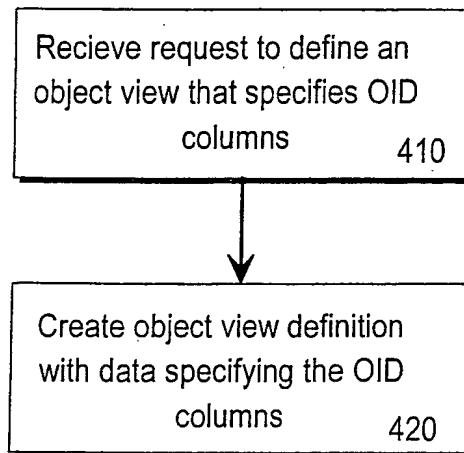 Recieve request to define an
object view that specifies OID
columns
410
Create object view definition
with data specifying the OID
columns
420